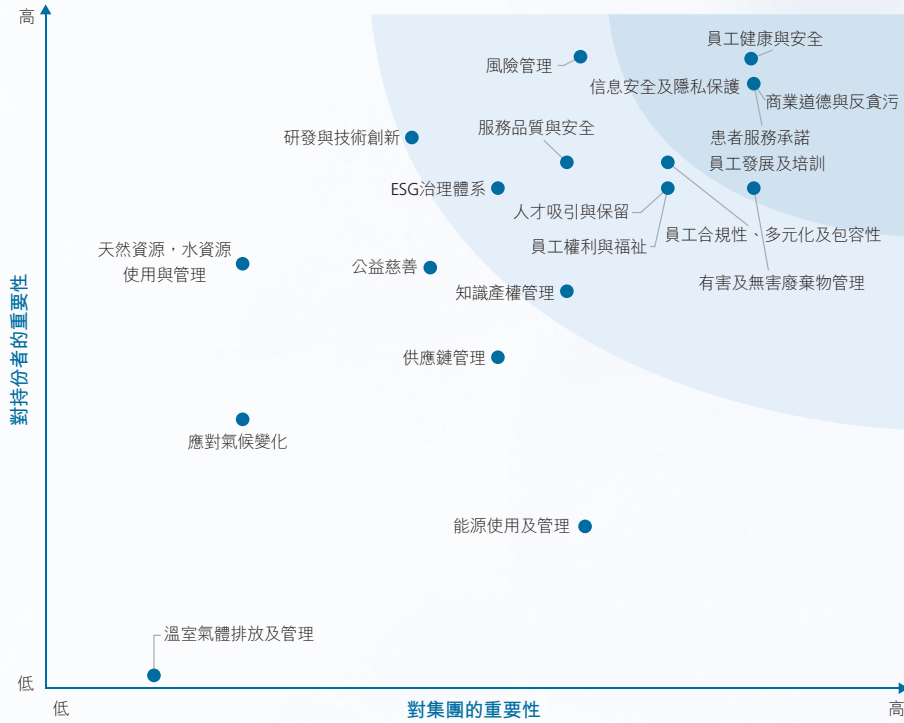 高
員工健康與安全
風險管理
信息安全及隱私保護
商業道德與反貪污
服務品質與安全
研發與技術創新
患者服務承諾
員工發展及培訓
ESG治理體系
人才吸引與保留
員工合規性、多元化及包容性
員工權利與福祉
天然資源，水資源
使用與管理
公益慈善
有害及無害廢棄物管理
知識產權管理
對持份者的重要性
供應鏈管理
應對氣候變化
能源使用及管理
溫室氣體排放及管理
低
低
對集團的重要性
高